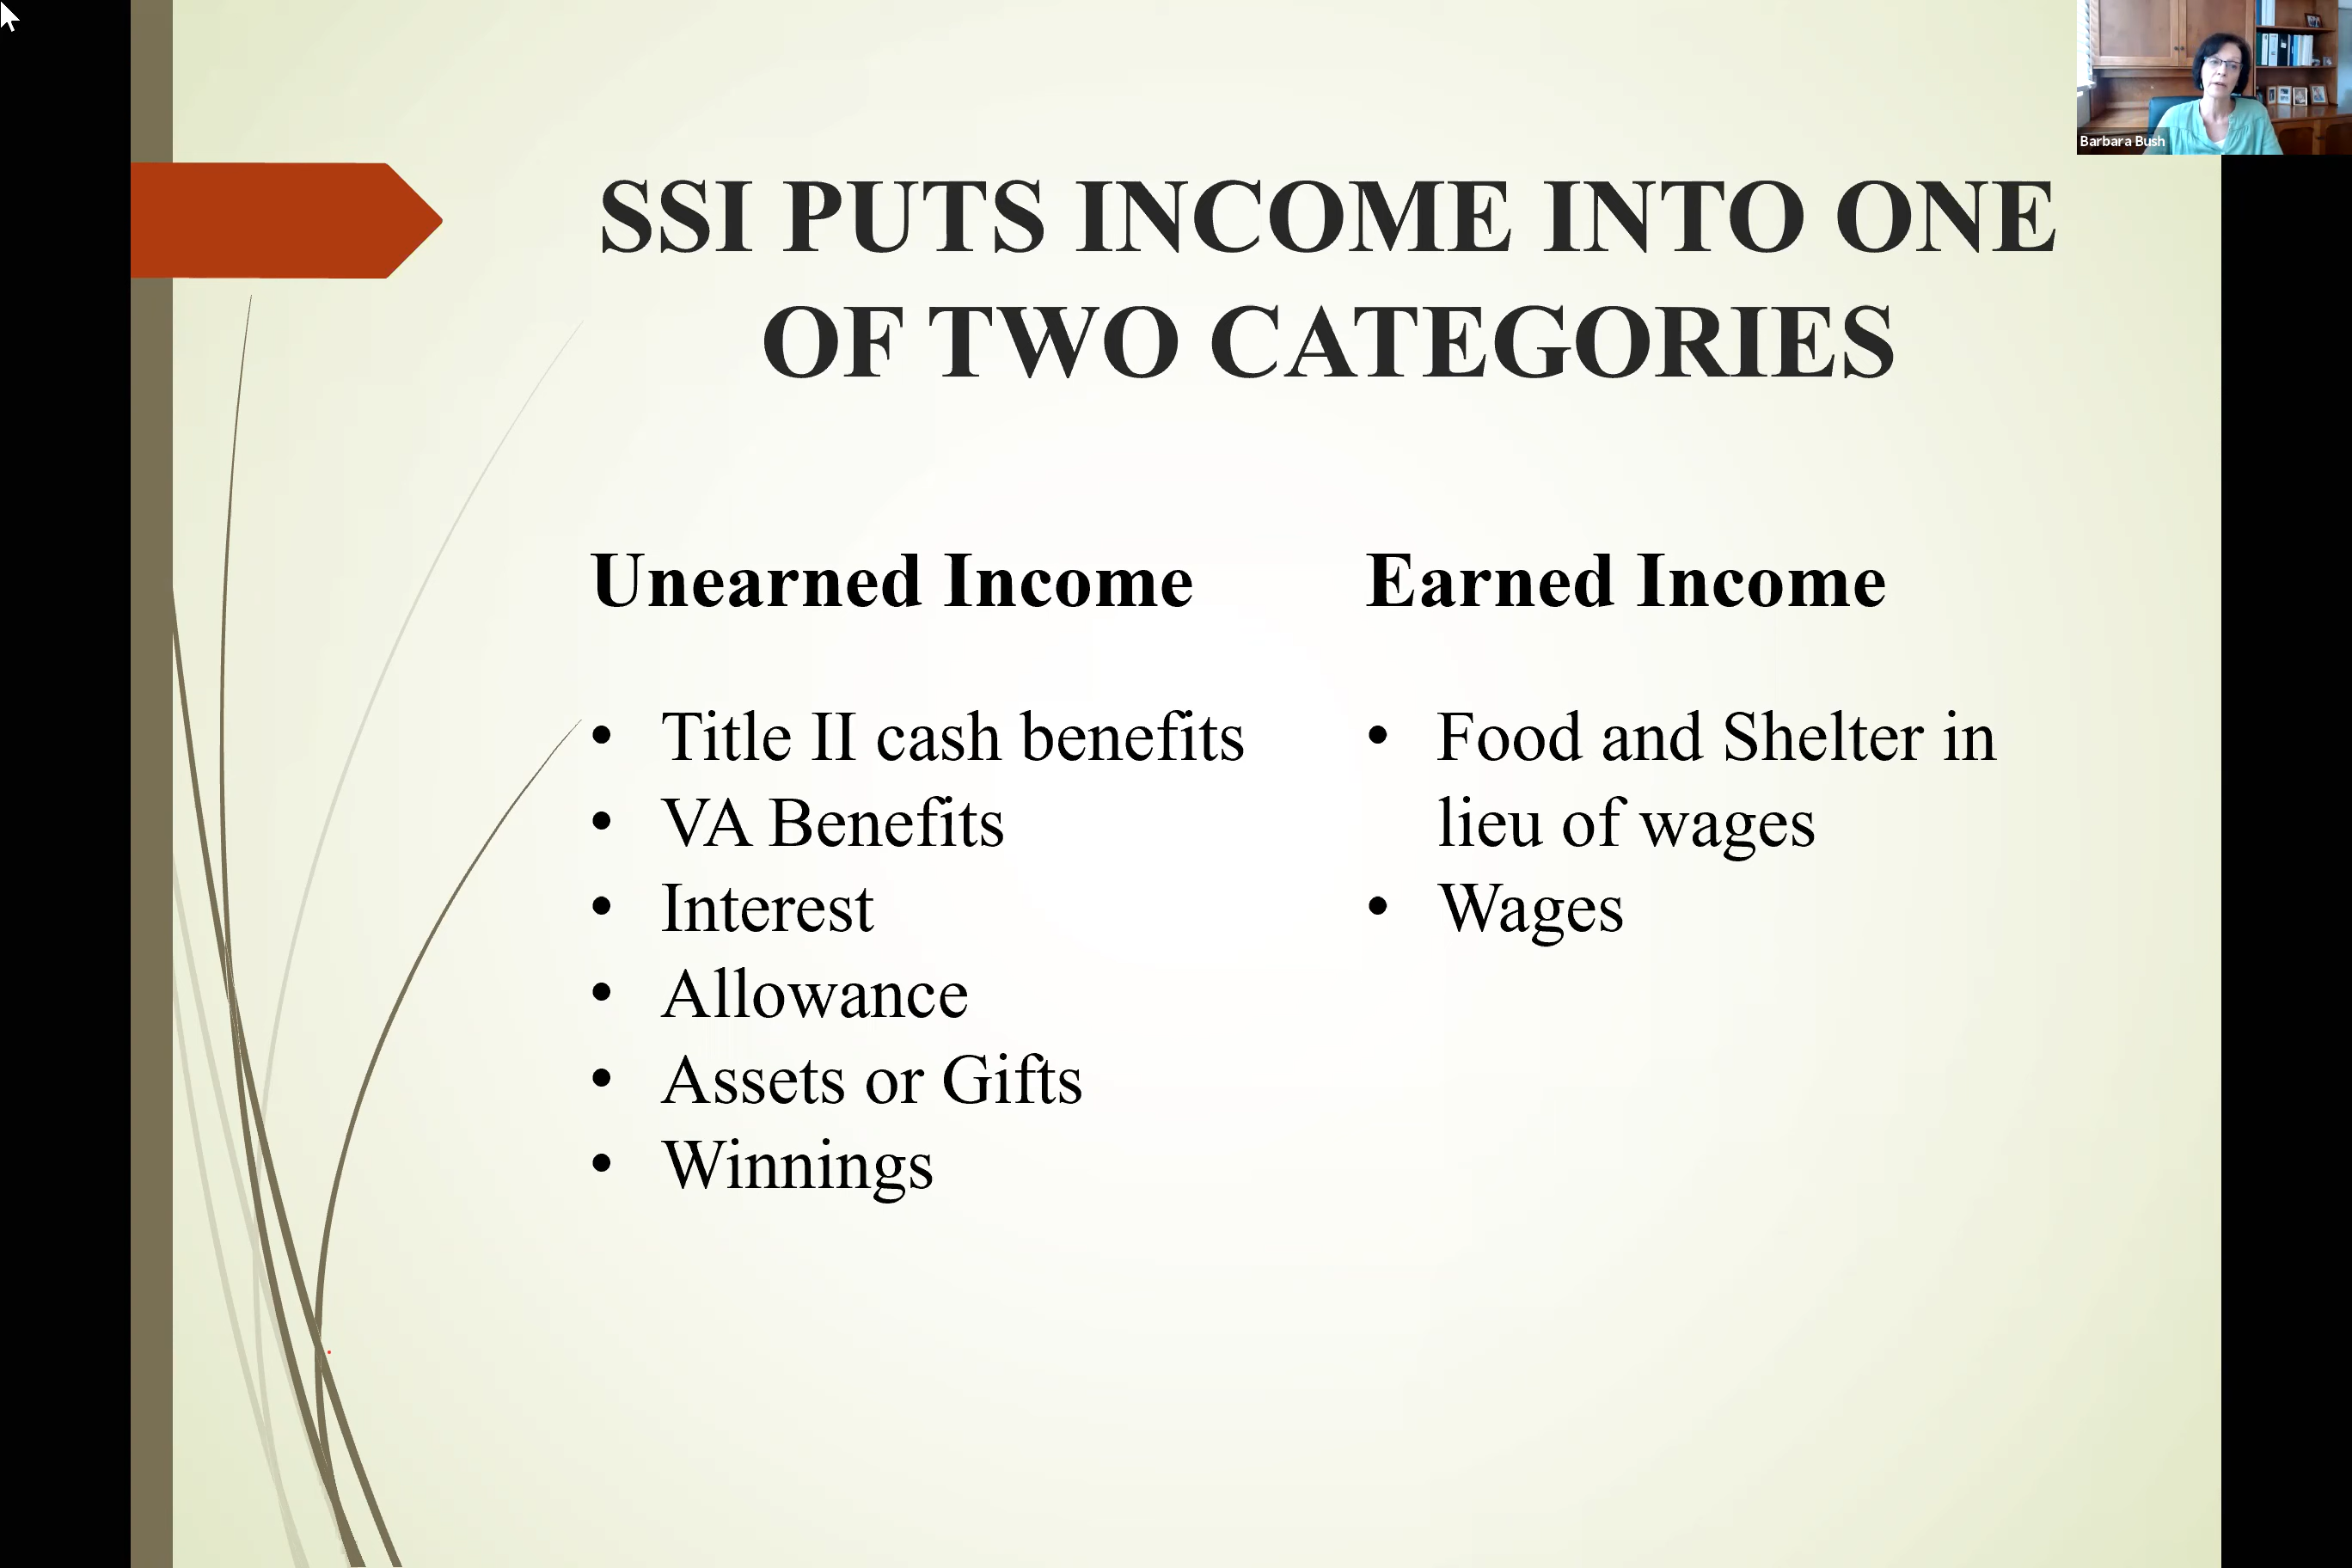 Barbara Bush
SSI PUTS INCOME INTO ONE
OF TWO CATEGORIES
Unearned Income
• Title II cash benefits
• VA Benefits
• Interest
• Allowance
• Assets or Gifts
• Winnings
Earned Income
• Food and Shelter in
lieu of wages
• Wages